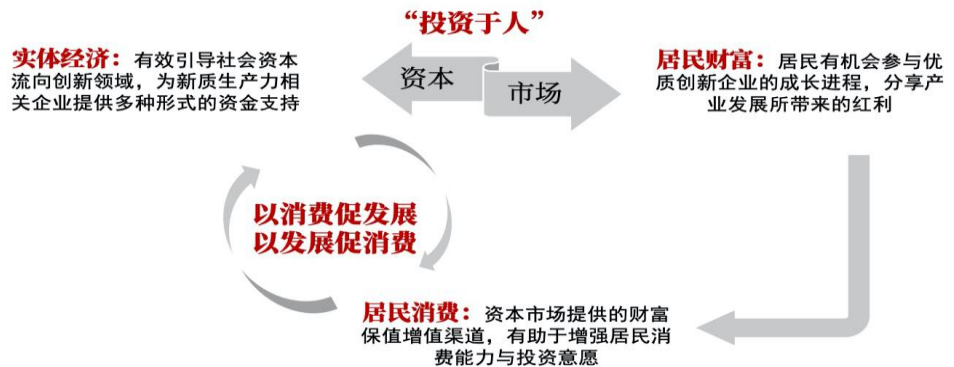 “投资于人”
实体经济：有效引导社会资本
流向创新领域，为新质生产力相
关企业提供多种形式的资金支持
资本
市场
居民财富：居民有机会参与优
质创新企业的成长进程，分享产
业发展所带来的红利
以消费促发展
以发展促消费
居民消费：资本市场提供的财富
保值增值渠道，有助于增强居民消
费能力与投资意愿